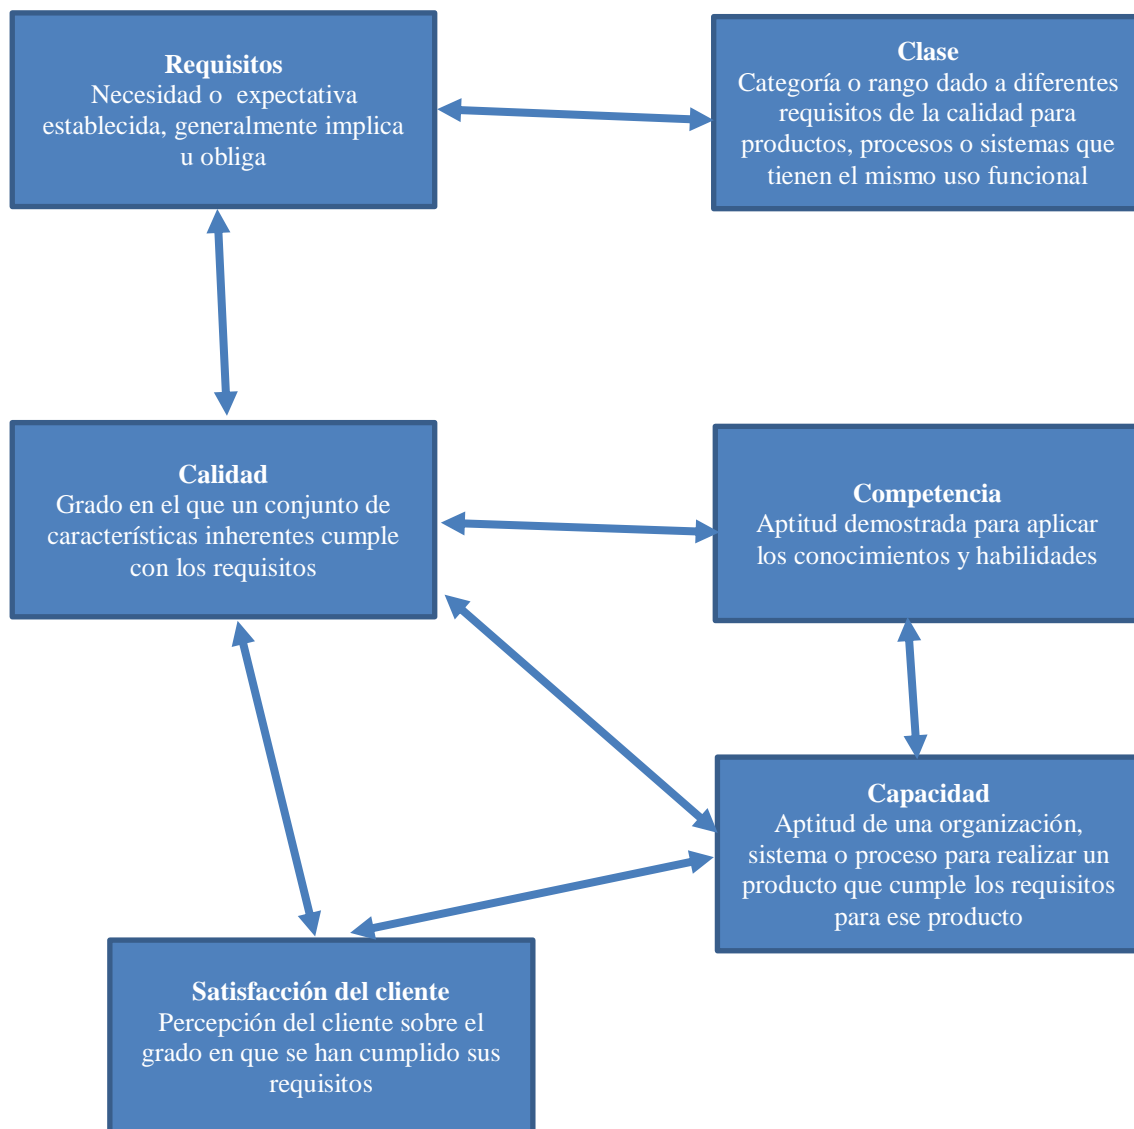 Requisitos
Necesidad o  expectativa
establecida, generalmente implica
u obliga
Clase
Categoría o rango dado a diferentes
requisitos de la calidad para
productos, procesos o sistemas que
tienen el mismo uso funcional
Calidad
Grado en el que un conjunto de
características inherentes cumple
con los requisitos
Competencia
Aptitud demostrada para aplicar
los conocimientos y habilidades
Capacidad
Aptitud de una organización,
sistema o proceso para realizar un
producto que cumple los requisitos
para ese producto
Satisfacción del cliente
Percepción del cliente sobre el
grado en que se han cumplido sus
requisitos